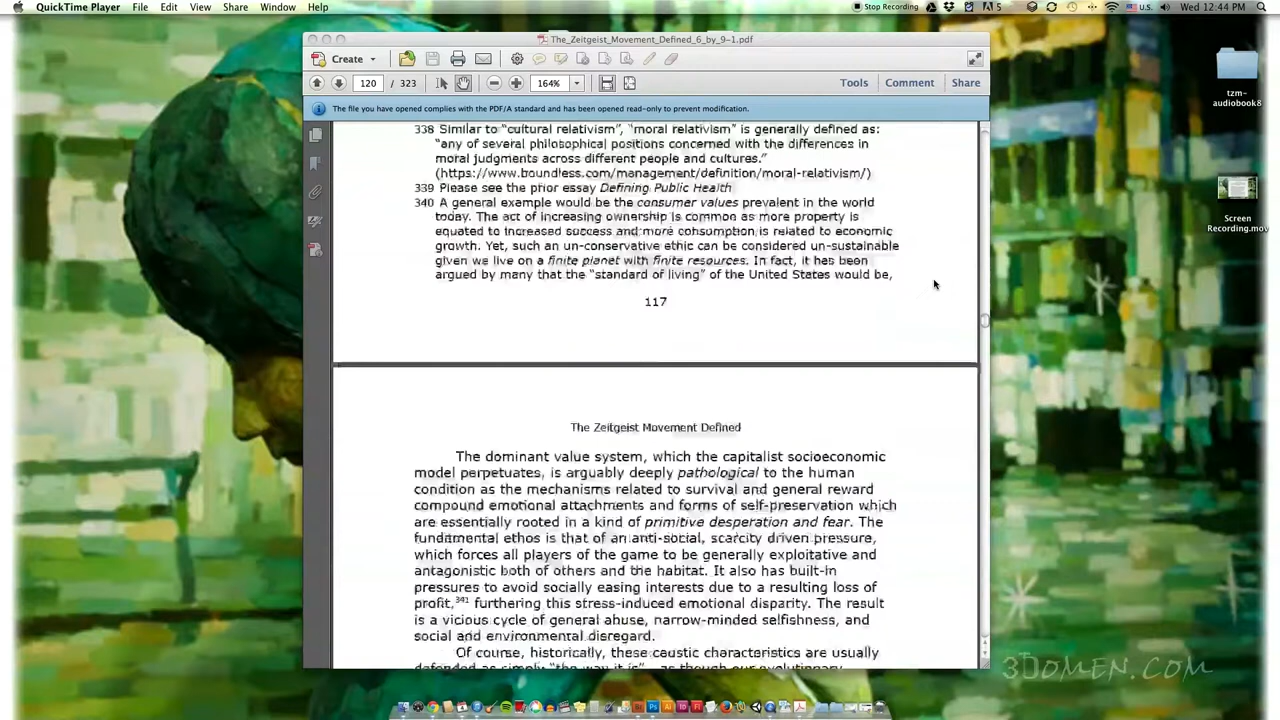 QuickTime Player File Edit View Share Window Help Stop Recording 5 U.S. Wed 12:44 PM
The_Zeitgeist_Movement_Defined_6_by_9-1.pdf
Create
120 / 323 164% Tools Comment Share
The file you have opened complies with the PDF/A standard and has been opened read-only to prevent modification.
338 Similar to "cultural relativism", "moral relativism" is generally defined as:
"any of several philosophical positions concerned with the differences in
moral judgments across different people and cultures."
(https://www.boundless.com/management/definition/moral-relativism/)
339 Please see the prior essay Defining Public Health
340 A general example would be the consumer values prevalent in the world
today. The act of increasing ownership is common as more property is
equated to increased success and more consumption is related to economic
growth. Yet, such an un-conservative ethic can be considered un-sustainable
given we live on a finite planet with finite resources. In fact, it has been
argued by many that the "standard of living" of the United States would be,
117
The Zeitgeist Movement Defined
The dominant value system, which the capitalist socioeconomic
model perpetuates, is arguably deeply pathological to the human
condition as the mechanisms related to survival and general reward
compound emotional attachments and forms of self-preservation which
are essentially rooted in a kind of primitive desperation and fear. The
fundamental ethos is that of an anti-social, scarcity driven pressure,
which forces all players of the game to be generally exploitative and
antagonistic both of others and the habitat. It also has built-in
pressures to avoid socially easing interests due to a resulting loss of
profit,341 furthering this stress-induced emotional disparity. The result
is a vicious cycle of general abuse, narrow-minded selfishness, and
social and environmental disregard.
Of course, historically, these caustic characteristics are usually
defended as simply "the way it is" - as though our evolutionary
tzm-
audiobook8
Screen
Recording.mov
3DOMEN.COM